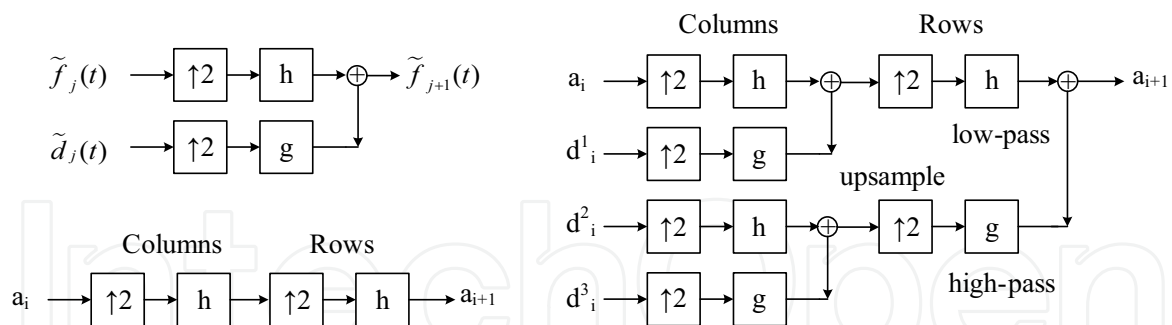 f̃ j(t) ↑2 h ⊕ f̃ j+1(t)
d̃ j(t) ↑2 g
Columns Rows
ai ↑2 h ↑2 h ai+1
Columns Rows
ai ↑2 h ⊕ ↑2 h ⊕ ai+1
low-pass
d1i ↑2 g
upsample
d2i ↑2 h ⊕ ↑2 g
high-pass
d3i ↑2 g
IntechOpen